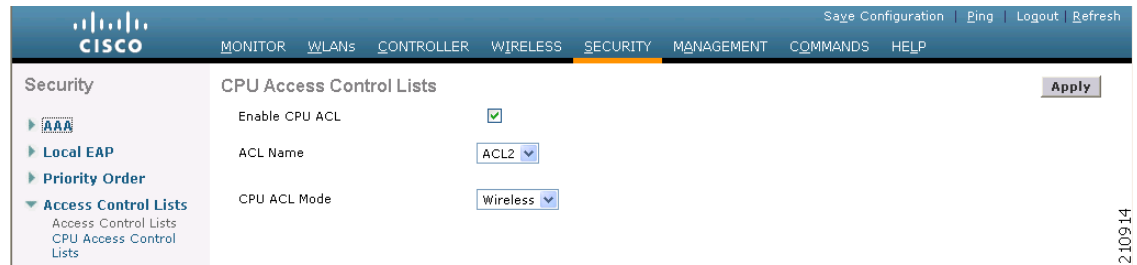 Save Configuration | Ping | Logout | Refresh
CISCO
MONITOR WLANs CONTROLLER WIRELESS SECURITY MANAGEMENT COMMANDS HELP
Security
AAA
Local EAP
Priority Order
Access Control Lists
Access Control Lists
CPU Access Control
Lists
CPU Access Control Lists
Apply
Enable CPU ACL
ACL Name ACL2
CPU ACL Mode Wireless
210914